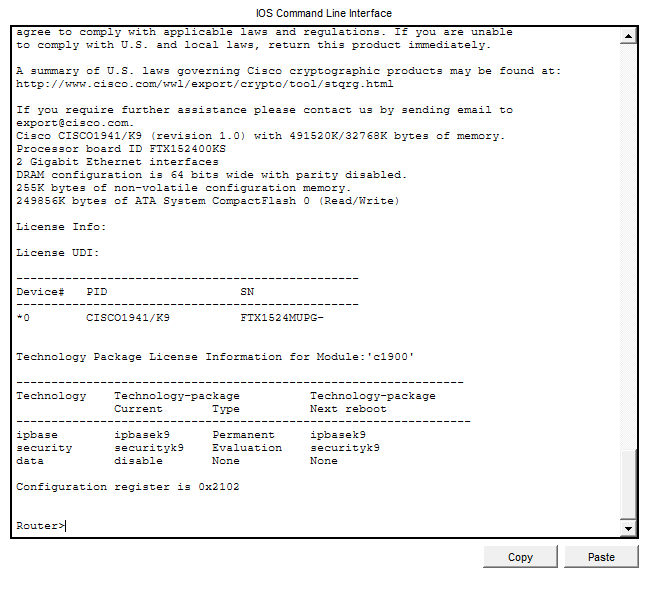 IOS Command Line Interface
agree to comply with applicable laws and regulations. If you are unable
to comply with U.S. and local laws, return this product immediately.
A summary of U.S. laws governing Cisco cryptographic products may be found at:
http://www.cisco.com/wwl/export/crypto/tool/stqrg.html
If you require further assistance please contact us by sending email to
export@cisco.com.
Cisco CISCO1941/K9 (revision 1.0) with 491520K/32768K bytes of memory.
Processor board ID FTX152400KS
2 Gigabit Ethernet interfaces
DRAM configuration is 64 bits wide with parity disabled.
255K bytes of non-volatile configuration memory.
249856K bytes of ATA System CompactFlash 0 (Read/Write)
License Info:
License UDI:
-------------------------------------------------
Device#   PID                   SN
-------------------------------------------------
*0        CISCO1941/K9          FTX1524MUPG-
Technology Package License Information for Module:'c1900'
----------------------------------------------------------------
Technology    Technology-package          Technology-package
              Current       Type          Next reboot
-----------------------------------------------------------------
ipbase        ipbasek9      Permanent     ipbasek9
security      securityk9    Evaluation    securityk9
data          disable       None          None
Configuration register is 0x2102
Router>
Copy Paste